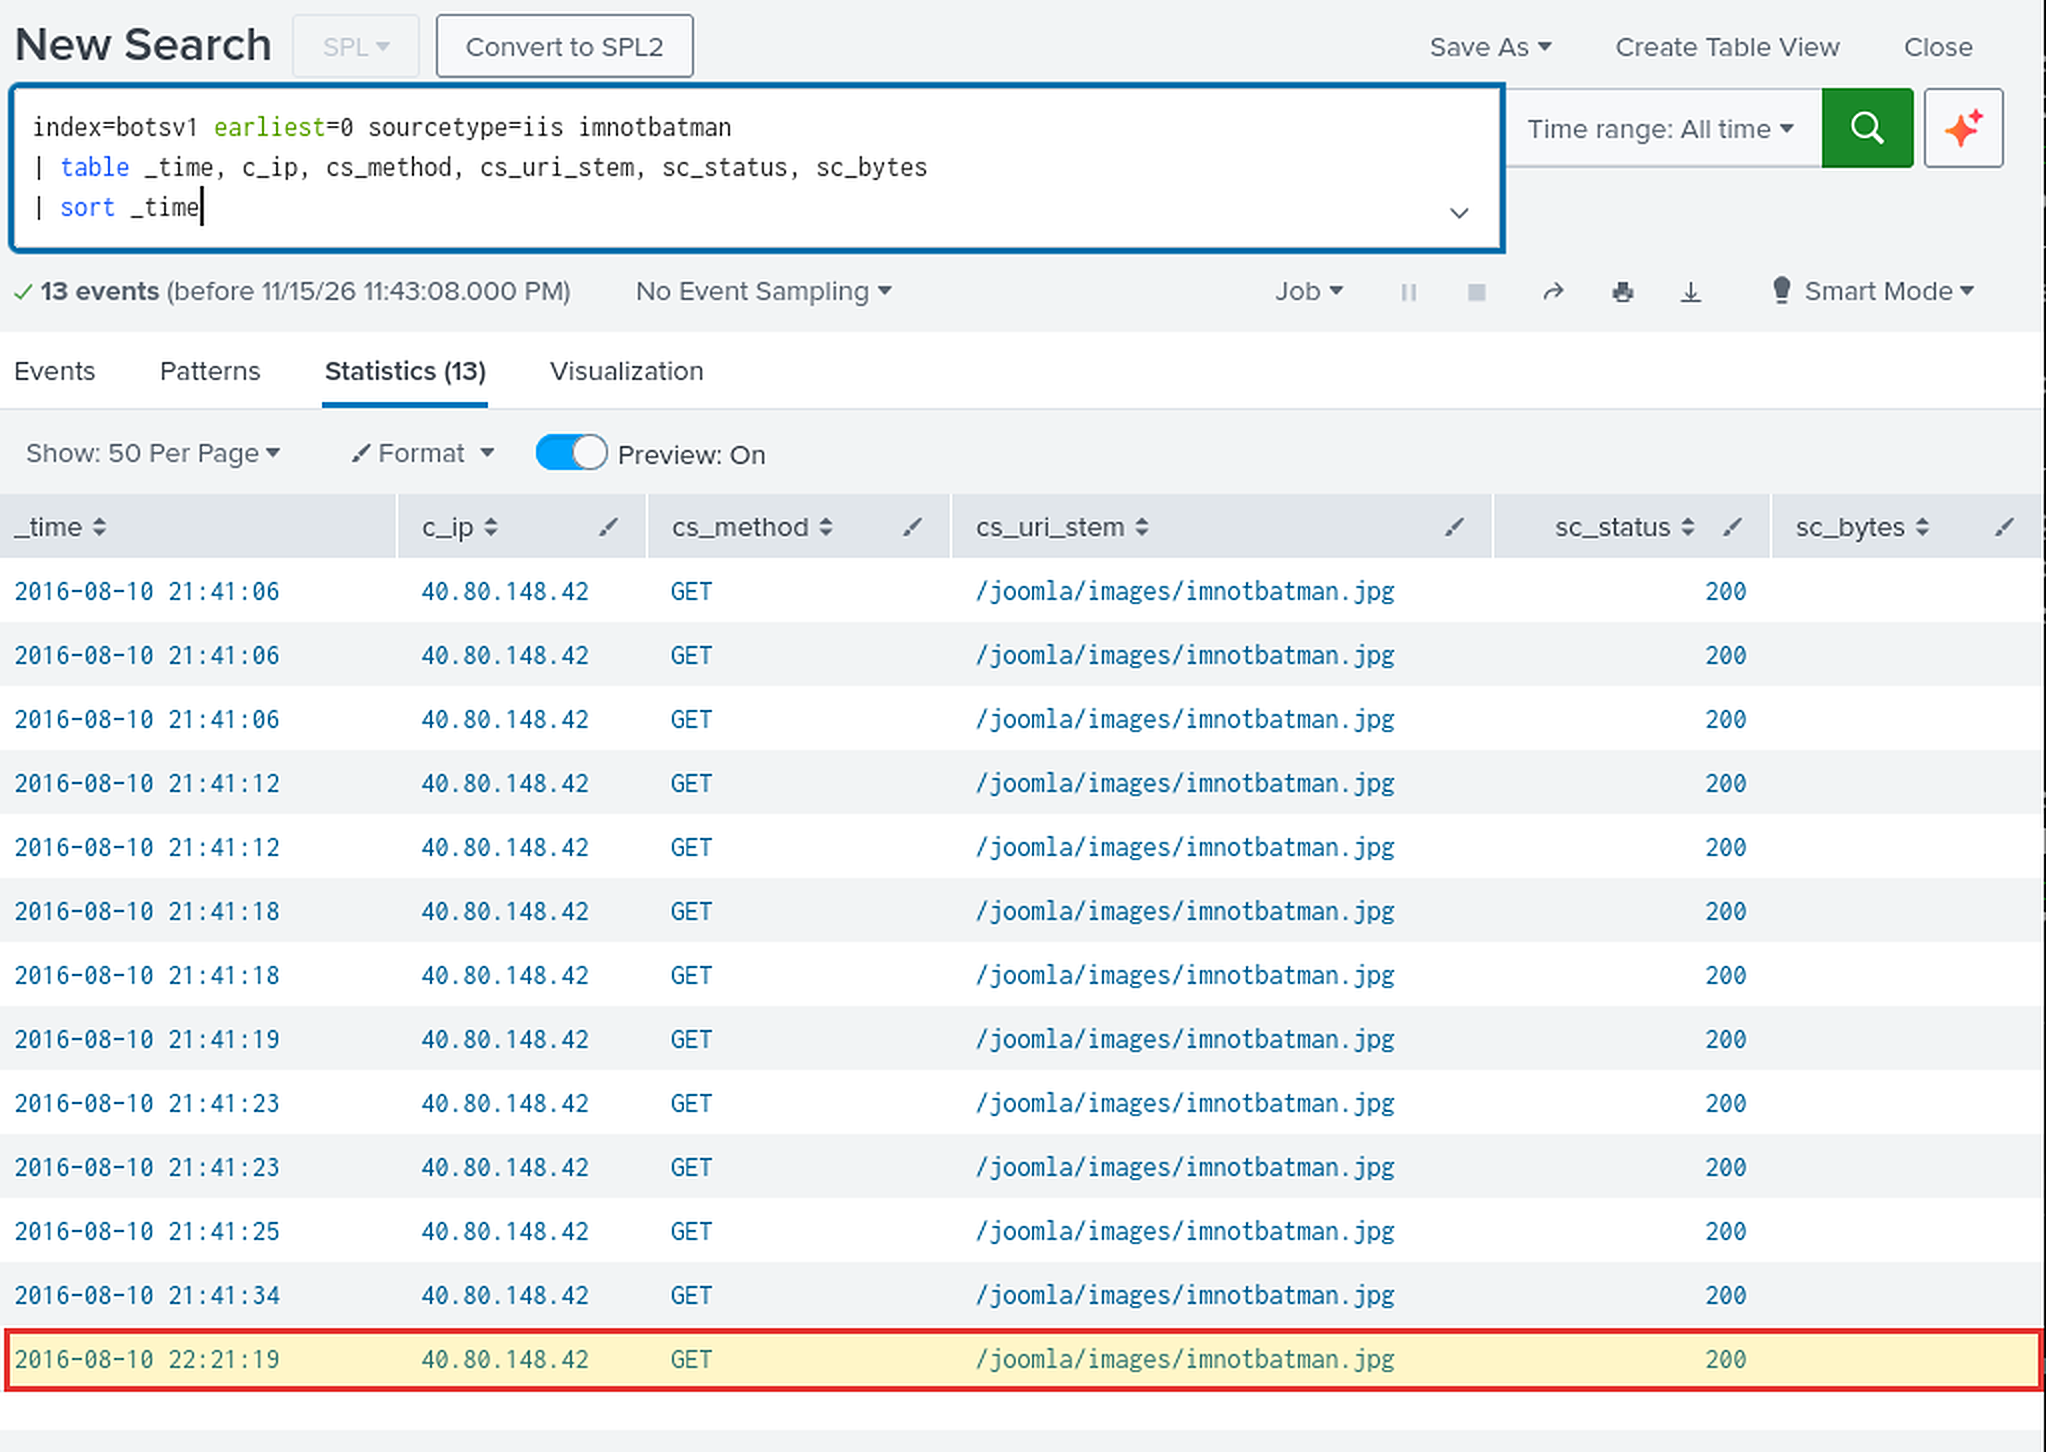 New Search SPL Convert to SPL2 Save As Create Table View Close
index=botsv1 earliest=0 sourcetype=iis imnotbatman
| table _time, c_ip, cs_method, cs_uri_stem, sc_status, sc_bytes
| sort _time
Time range: All time
13 events (before 11/15/26 11:43:08.000 PM) No Event Sampling Job Smart Mode
Events Patterns Statistics (13) Visualization
Show: 50 Per Page Format Preview: On
_time c_ip cs_method cs_uri_stem sc_status sc_bytes
2016-08-10 21:41:06 40.80.148.42 GET /joomla/images/imnotbatman.jpg 200
2016-08-10 21:41:06 40.80.148.42 GET /joomla/images/imnotbatman.jpg 200
2016-08-10 21:41:06 40.80.148.42 GET /joomla/images/imnotbatman.jpg 200
2016-08-10 21:41:12 40.80.148.42 GET /joomla/images/imnotbatman.jpg 200
2016-08-10 21:41:12 40.80.148.42 GET /joomla/images/imnotbatman.jpg 200
2016-08-10 21:41:18 40.80.148.42 GET /joomla/images/imnotbatman.jpg 200
2016-08-10 21:41:18 40.80.148.42 GET /joomla/images/imnotbatman.jpg 200
2016-08-10 21:41:19 40.80.148.42 GET /joomla/images/imnotbatman.jpg 200
2016-08-10 21:41:23 40.80.148.42 GET /joomla/images/imnotbatman.jpg 200
2016-08-10 21:41:23 40.80.148.42 GET /joomla/images/imnotbatman.jpg 200
2016-08-10 21:41:25 40.80.148.42 GET /joomla/images/imnotbatman.jpg 200
2016-08-10 21:41:34 40.80.148.42 GET /joomla/images/imnotbatman.jpg 200
2016-08-10 22:21:19 40.80.148.42 GET /joomla/images/imnotbatman.jpg 200